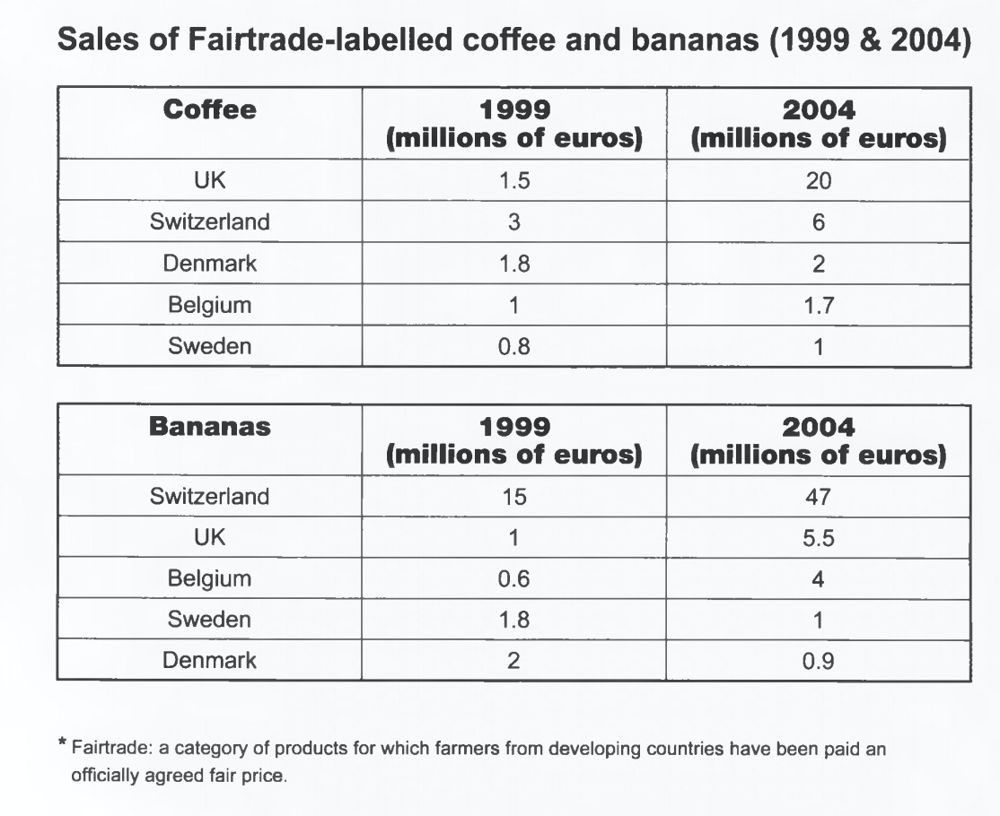 Sales of Fairtrade-labelled coffee and bananas (1999 & 2004)
Coffee 1999 (millions of euros) 2004 (millions of euros)
UK 1.5 20
Switzerland 3 6
Denmark 1.8 2
Belgium 1 1.7
Sweden 0.8 1
Bananas 1999 (millions of euros) 2004 (millions of euros)
Switzerland 15 47
UK 1 5.5
Belgium 0.6 4
Sweden 1.8 1
Denmark 2 0.9
* Fairtrade: a category of products for which farmers from developing countries have been paid an
officially agreed fair price.